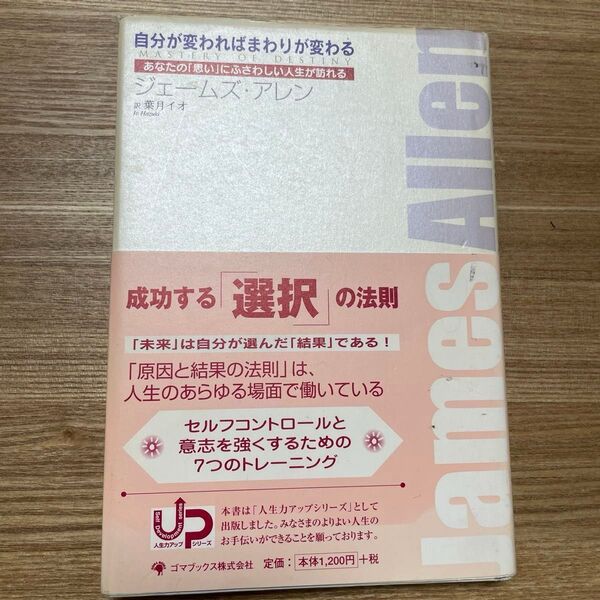 自分が変わればまわりが変わる
MASTERY OF DESTINY
あなたの「思い」にふさわしい人生が訪れる
ジェームズ・アレン
訳 葉月イオ
Io Hazuki
James Allen
成功する「選択」の法則
「未来」は自分が選んだ「結果」である！
「原因と結果の法則」は、
人生のあらゆる場面で働いている
セルフコントロールと
意志を強くするための
7つのトレーニング
Self Development series
UP
人生力アップ シリーズ
本書は「人生力アップシリーズ」として
出版しました。みなさまのよりよい人生の
お手伝いができることを願っております。
ゴマブックス株式会社 定価：本体1,200円＋税